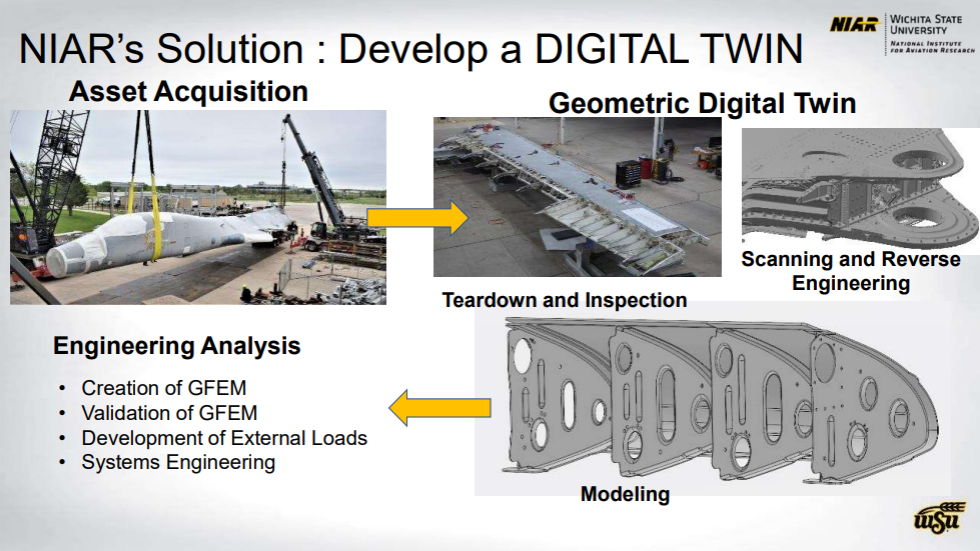 NIAR
WICHITA STATE
UNIVERSITY
NATIONAL INSTITUTE
FOR AVIATION RESEARCH
NIAR's Solution : Develop a DIGITAL TWIN
Asset Acquisition
Geometric Digital Twin
Scanning and Reverse
Engineering
Teardown and Inspection
Engineering Analysis
• Creation of GFEM
• Validation of GFEM
• Development of External Loads
• Systems Engineering
Modeling
WSU